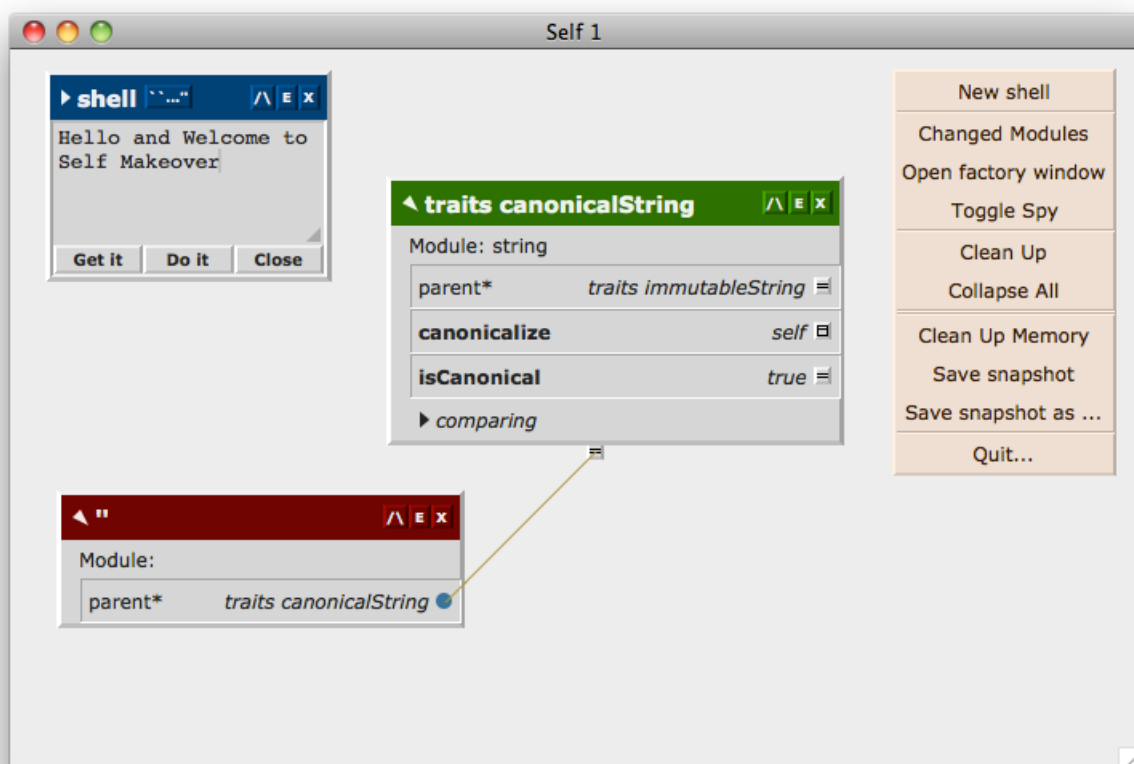 Self 1
shell ``..."
/\ E X
Hello and Welcome to
Self Makeover
Get it Do it Close
traits canonicalString
/\ E X
Module: string
parent* traits immutableString =
canonicalize self
isCanonical true =
comparing
=
"
/\ E X
Module:
parent* traits canonicalString
New shell
Changed Modules
Open factory window
Toggle Spy
Clean Up
Collapse All
Clean Up Memory
Save snapshot
Save snapshot as ...
Quit...